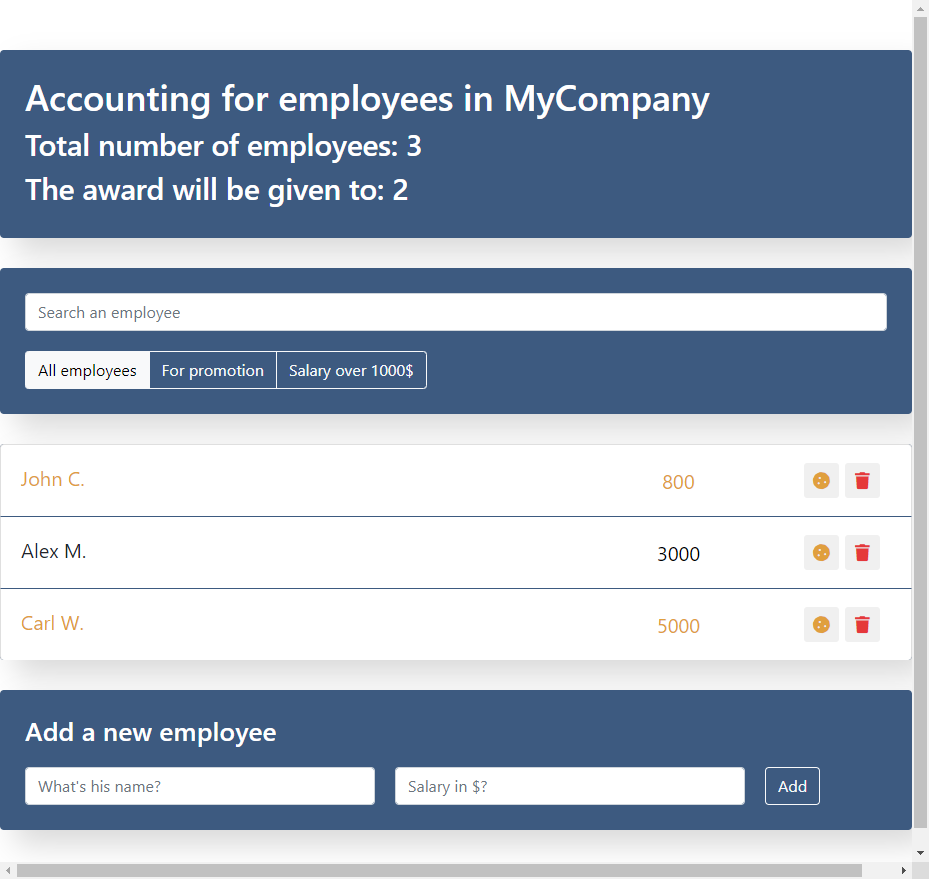 Accounting for employees in MyCompany
Total number of employees: 3
The award will be given to: 2
Search an employee
All employees For promotion Salary over 1000$
John C. 800
Alex M. 3000
Carl W. 5000
Add a new employee
What's his name? Salary in $? Add